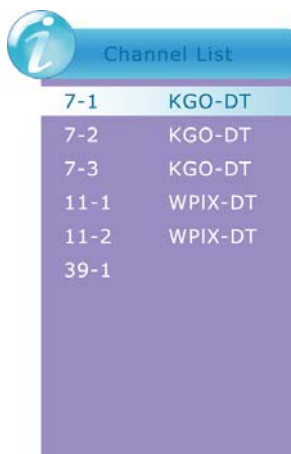 Channel List
7-1 KGO-DT
7-2 KGO-DT
7-3 KGO-DT
11-1 WPIX-DT
11-2 WPIX-DT
39-1